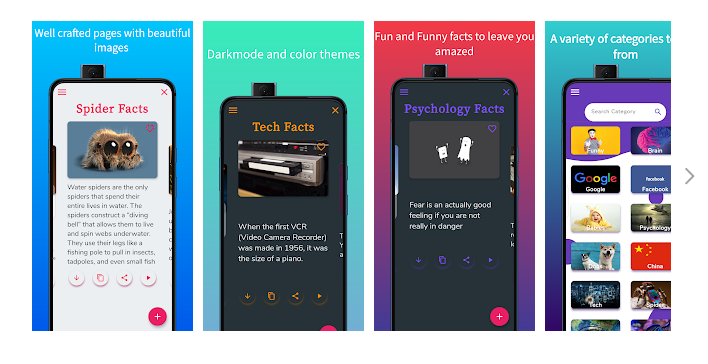 Well crafted pages with beautiful
images
Spider Facts
Water spiders are the only
spiders that spend their
entire lives in water. The
spiders construct a "diving
bell" that allows them to live
and spin webs underwater.
They use their legs like a
fishing pole to pull in insects,
tadpoles, and even small fish
Darkmode and color themes
Tech Facts
When the first VCR
(Video Camera Recorder)
was made in 1956, it was
the size of a piano.
Fun and Funny facts to leave you
amazed
Psychology Facts
Fear is an actually good
feeling if you are not
really in danger
A variety of categories to
from
Search Category
Funny
Brain
Google
Google
facebook
Facebook
Psychology
China
Tech
Spider